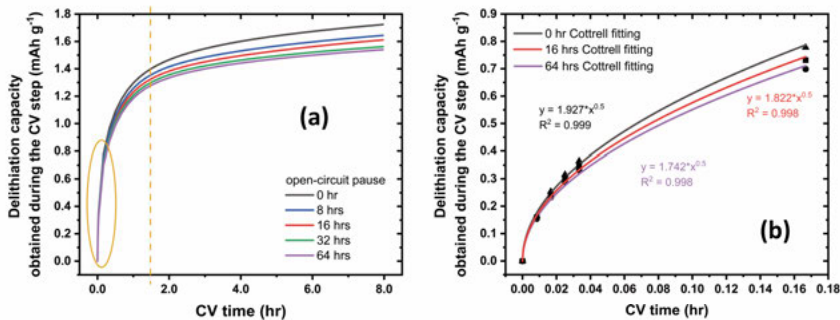 Delithiation capacity
obtained during the CV step (mAh g⁻¹)
1.8
1.6
1.4
1.2
1.0
0.8
0.6
0.4
0.2
0.0
(a)
open-circuit pause
0 hr
8 hrs
16 hrs
32 hrs
64 hrs
0.0 2.0 4.0 6.0 8.0
CV time (hr)
Delithiation capacity
obtained during the CV step (mAh g⁻¹)
0.9
0.8
0.7
0.6
0.5
0.4
0.3
0.2
0.1
0.0
0 hr Cottrell fitting
16 hrs Cottrell fitting
64 hrs Cottrell fitting
y = 1.927*x^0.5
R² = 0.999
y = 1.822*x^0.5
R² = 0.998
y = 1.742*x^0.5
R² = 0.998
(b)
0.00 0.02 0.04 0.06 0.08 0.10 0.12 0.14 0.16 0.18
CV time (hr)